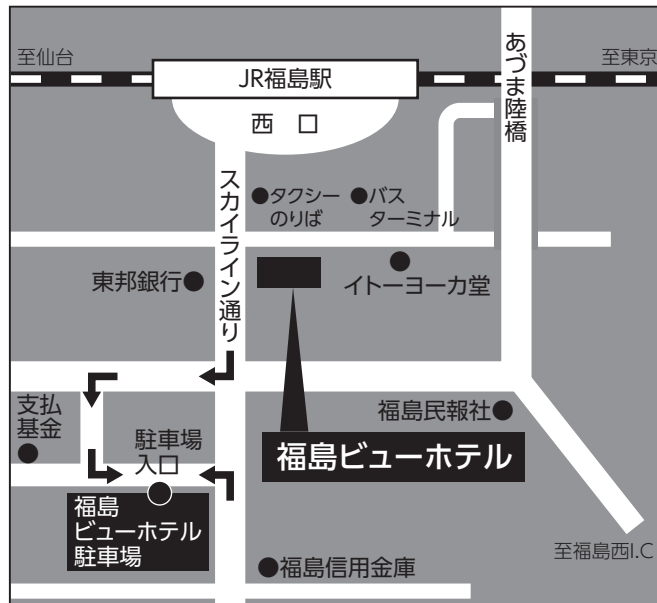 至仙台
JR福島駅
至東京
西 口
あづま陸橋
スカイライン通り
●タクシー
のりば
●バス
ターミナル
東邦銀行●
イトーヨーカ堂
支払
基金
駐車場
入口
福島民報社●
福島ビューホテル
福島
ビューホテル
駐車場
至福島西I.C
●福島信用金庫